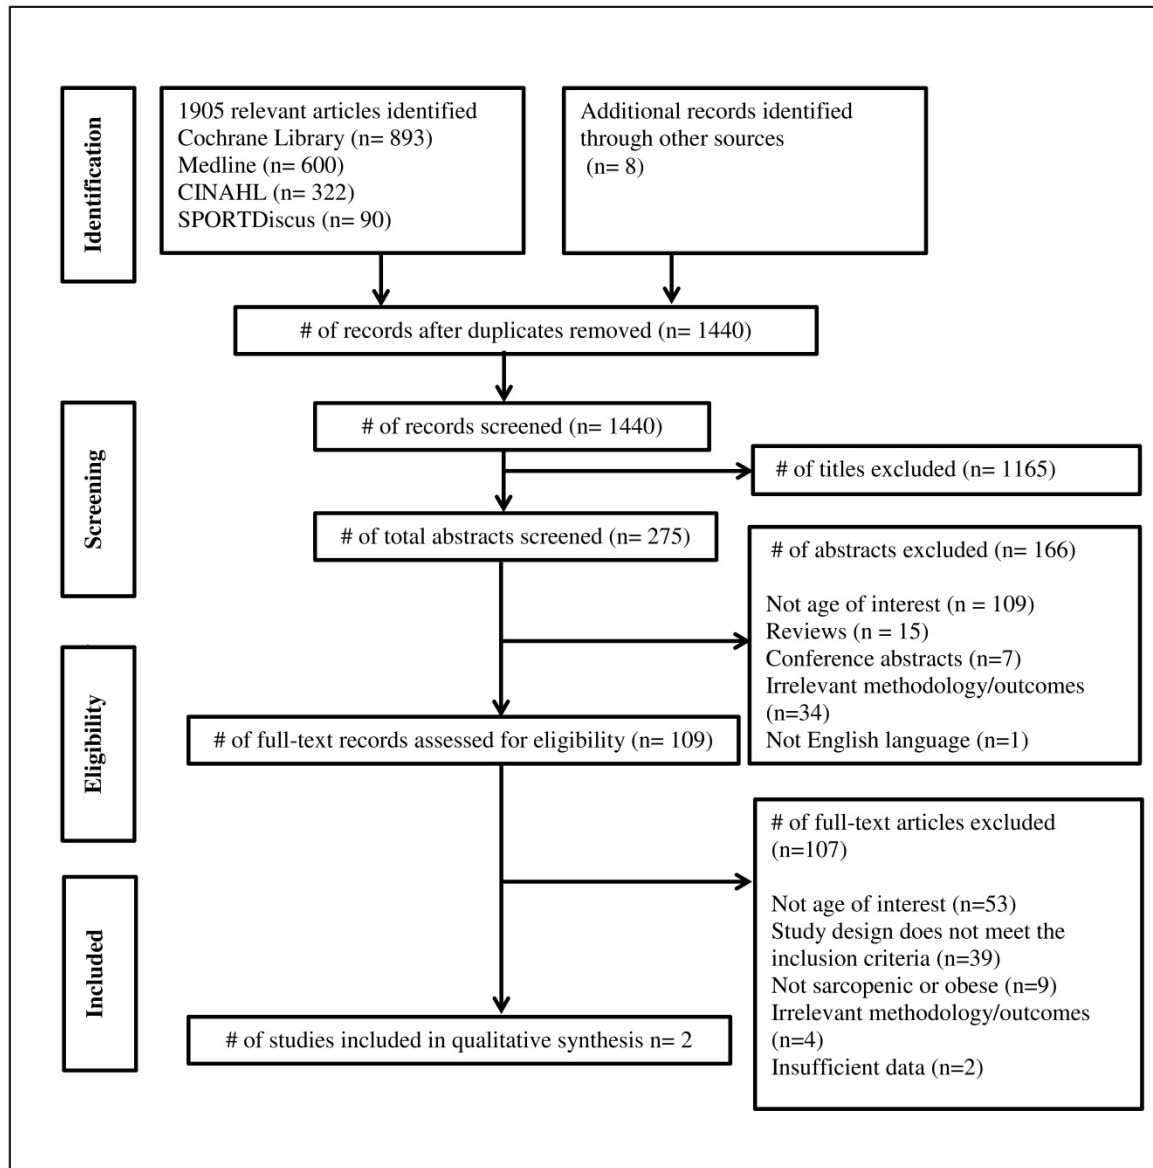 Identification
1905 relevant articles identified
Cochrane Library (n= 893)
Medline (n= 600)
CINAHL (n= 322)
SPORTDiscus (n= 90)
Additional records identified
through other sources
(n= 8)
# of records after duplicates removed (n= 1440)
Screening
# of records screened (n= 1440)
# of titles excluded (n= 1165)
# of total abstracts screened (n= 275)
# of abstracts excluded (n= 166)
Not age of interest (n = 109)
Reviews (n = 15)
Conference abstracts (n=7)
Irrelevant methodology/outcomes
(n=34)
Not English language (n=1)
Eligibility
# of full-text records assessed for eligibility (n= 109)
# of full-text articles excluded
(n=107)
Not age of interest (n=53)
Study design does not meet the
inclusion criteria (n=39)
Not sarcopenic or obese (n=9)
Irrelevant methodology/outcomes
(n=4)
Insufficient data (n=2)
Included
# of studies included in qualitative synthesis n= 2